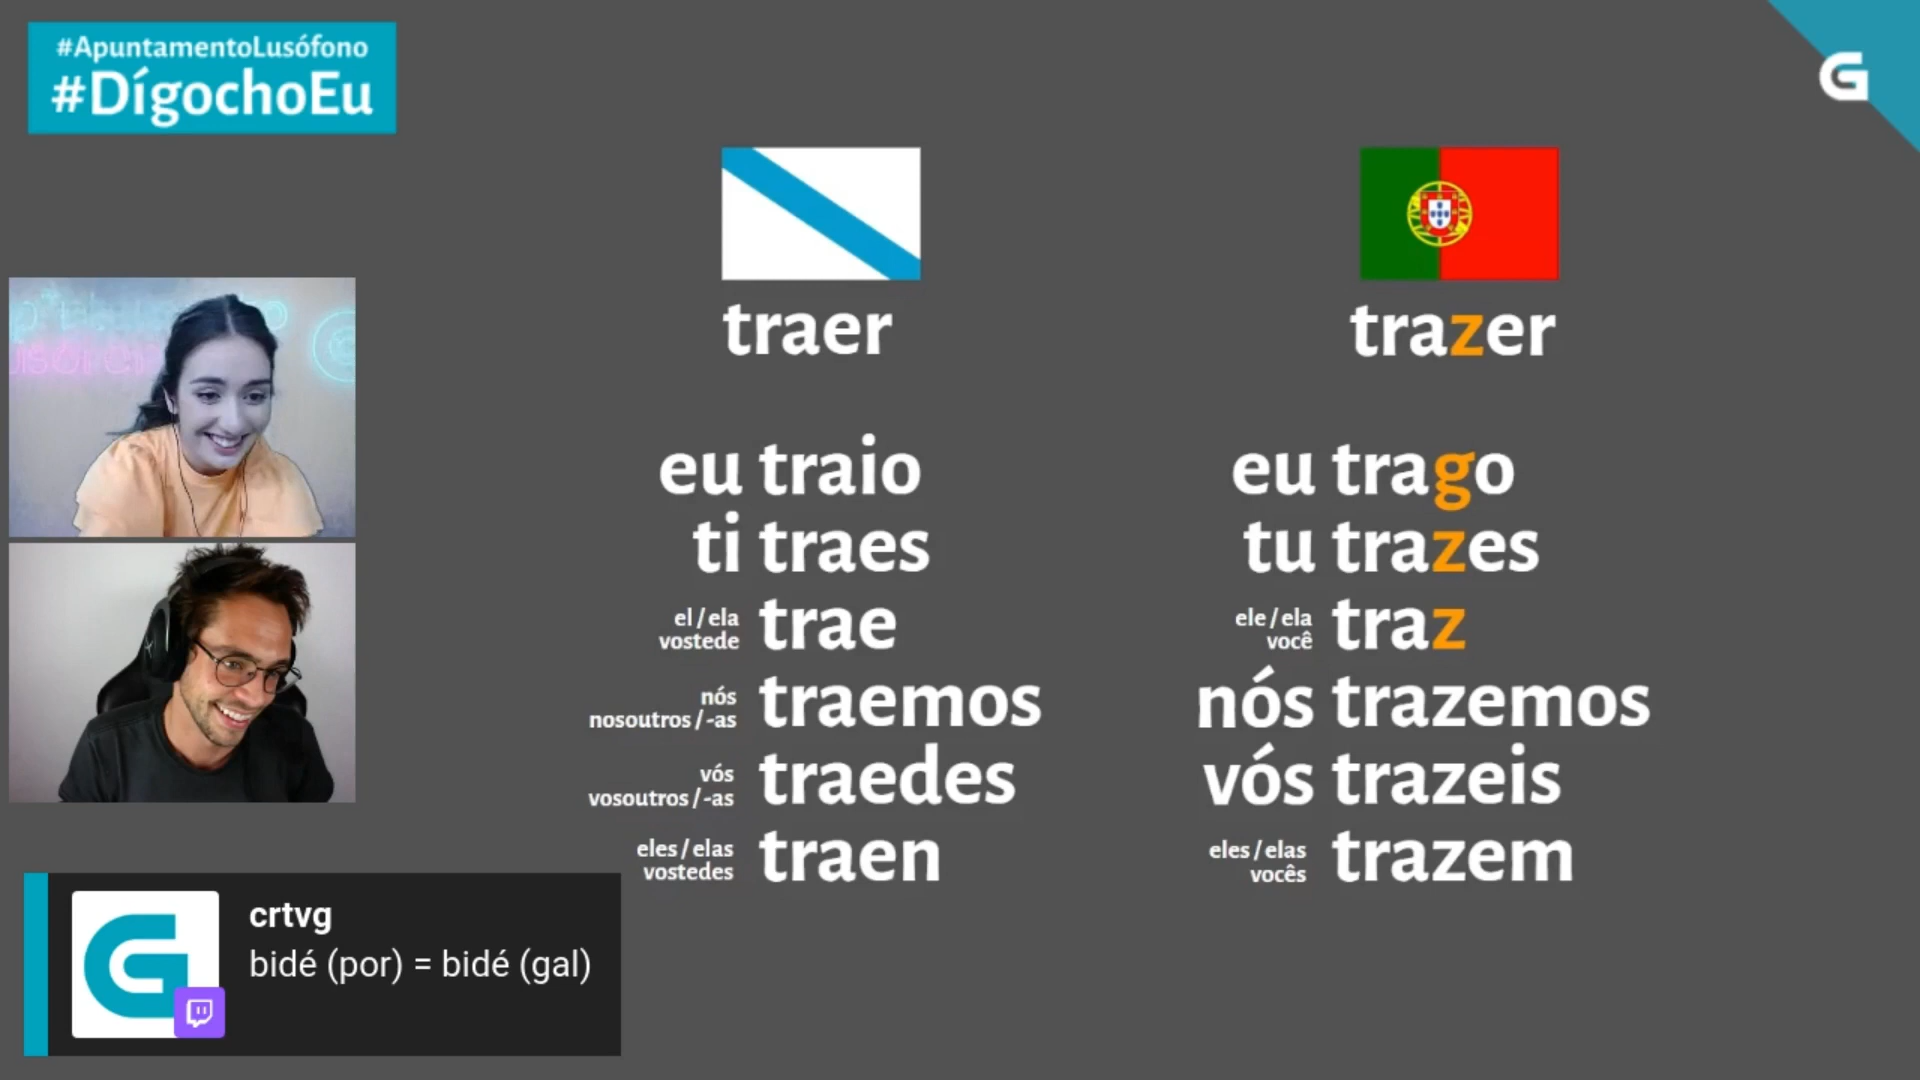 #ApuntamentoLusófono
#DígochoEu
traer
eu traio
ti traes
el/ela
vostede
trae
nós
nosoutros/-as
traemos
vós
vosoutros/-as
traedes
eles/elas
vostedes
traen
trazer
eu trago
tu trazes
ele/ela
você
traz
nós trazemos
vós trazeis
eles/elas
vocês
trazem
crtvg
bidé (por) = bidé (gal)